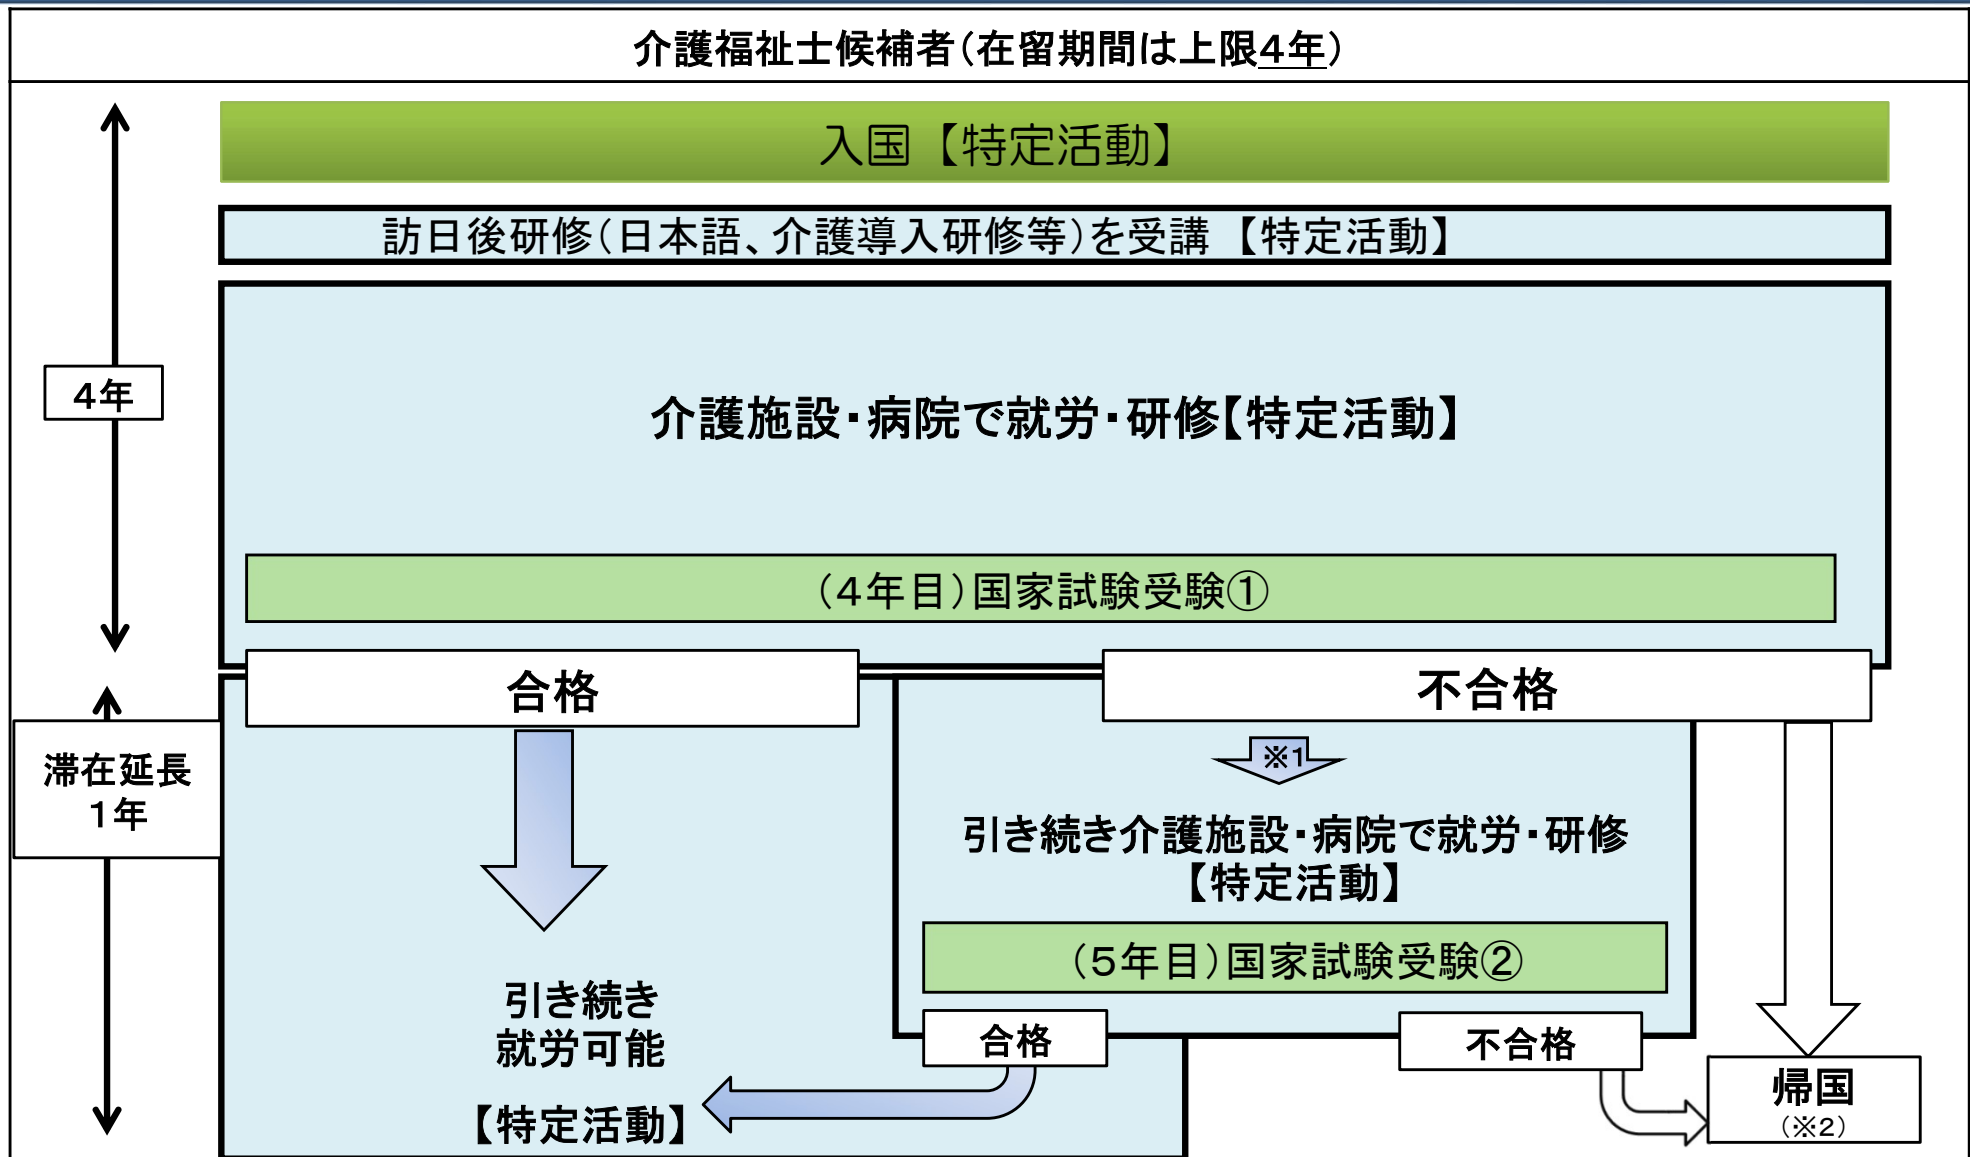 介護福祉士候補者(在留期間は上限4年)
入国【特定活動】
訪日後研修(日本語、介護導入研修等)を受講 【特定活動】
4年
介護施設・病院で就労・研修【特定活動】
(4年目)国家試験受験①
合格
不合格
滞在延長
1年
※1
引き続き介護施設・病院で就労・研修
【特定活動】
(5年目)国家試験受験②
引き続き
就労可能
【特定活動】
合格
不合格
帰国
(※2)